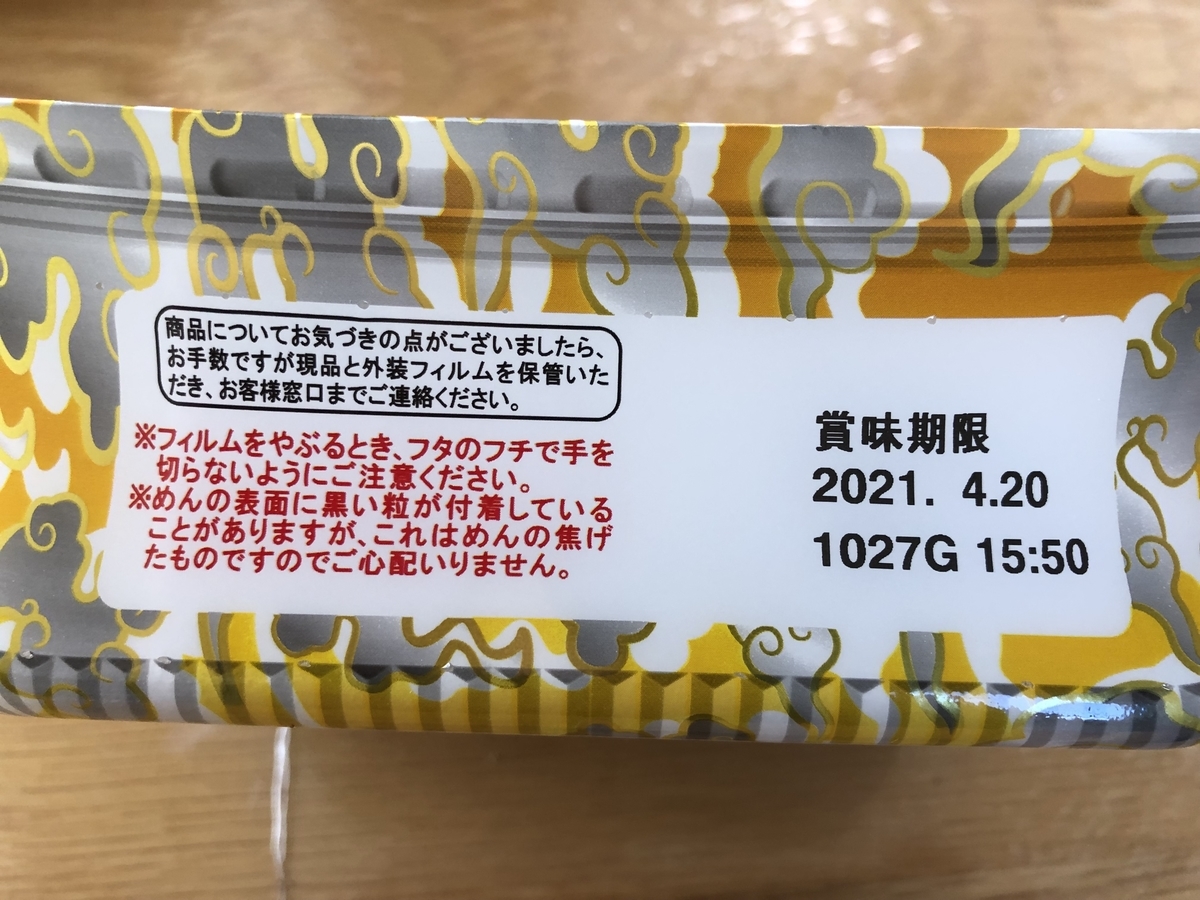 商品についてお気づきの点がございましたら、
お手数ですが現品と外装フィルムを保管いた
だき、お客様窓口までご連絡ください。
※フィルムをやぶるとき、フタのフチで手を
切らないようにご注意ください。
※めんの表面に黒い粒が付着している
ことがありますが、これはめんの焦げ
たものですのでご心配いりません。
賞味期限
2021. 4.20
1027G 15:50